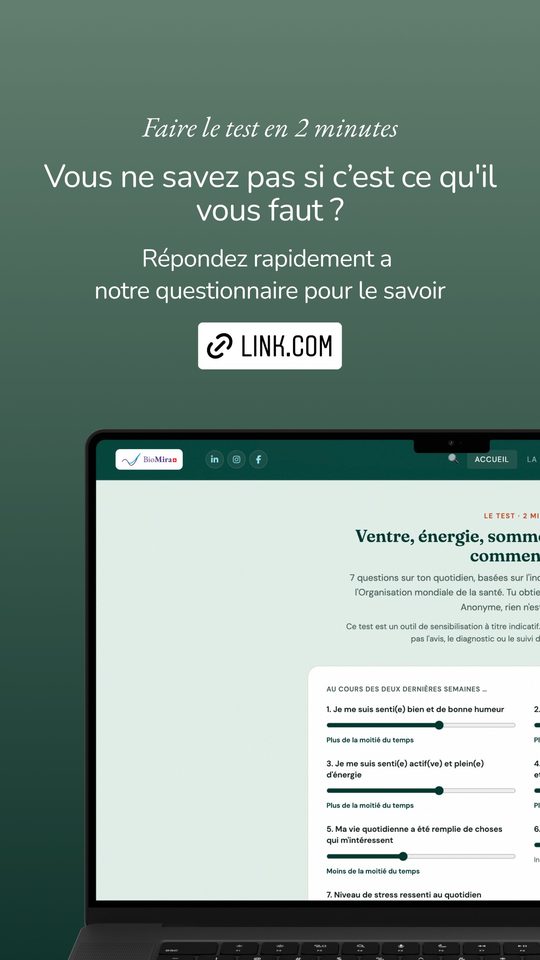 Faire le test en 2 minutes
Vous ne savez pas si c’est ce qu'il
vous faut ?
Répondez rapidement a
notre questionnaire pour le savoir
LINK.COM
BioMira
ACCUEIL
LA
LE TEST · 2 MI
Ventre, énergie, somm
commen
7 questions sur ton quotidien, basées sur l'in
l'Organisation mondiale de la santé. Tu obtie
Anonyme, rien n'es
Ce test est un outil de sensibilisation à titre indicatif.
pas l'avis, le diagnostic ou le suivi d
AU COURS DES DEUX DERNIÈRES SEMAINES …
1. Je me suis senti(e) bien et de bonne humeur
2.
Plus de la moitié du temps
3. Je me suis senti(e) actif(ve) et plein(e)
d'énergie
4.
Plus de la moitié du temps
5. Ma vie quotidienne a été remplie de choses
qui m'intéressent
6.
Moins de la moitié du temps
7. Niveau de stress ressenti au quotidien